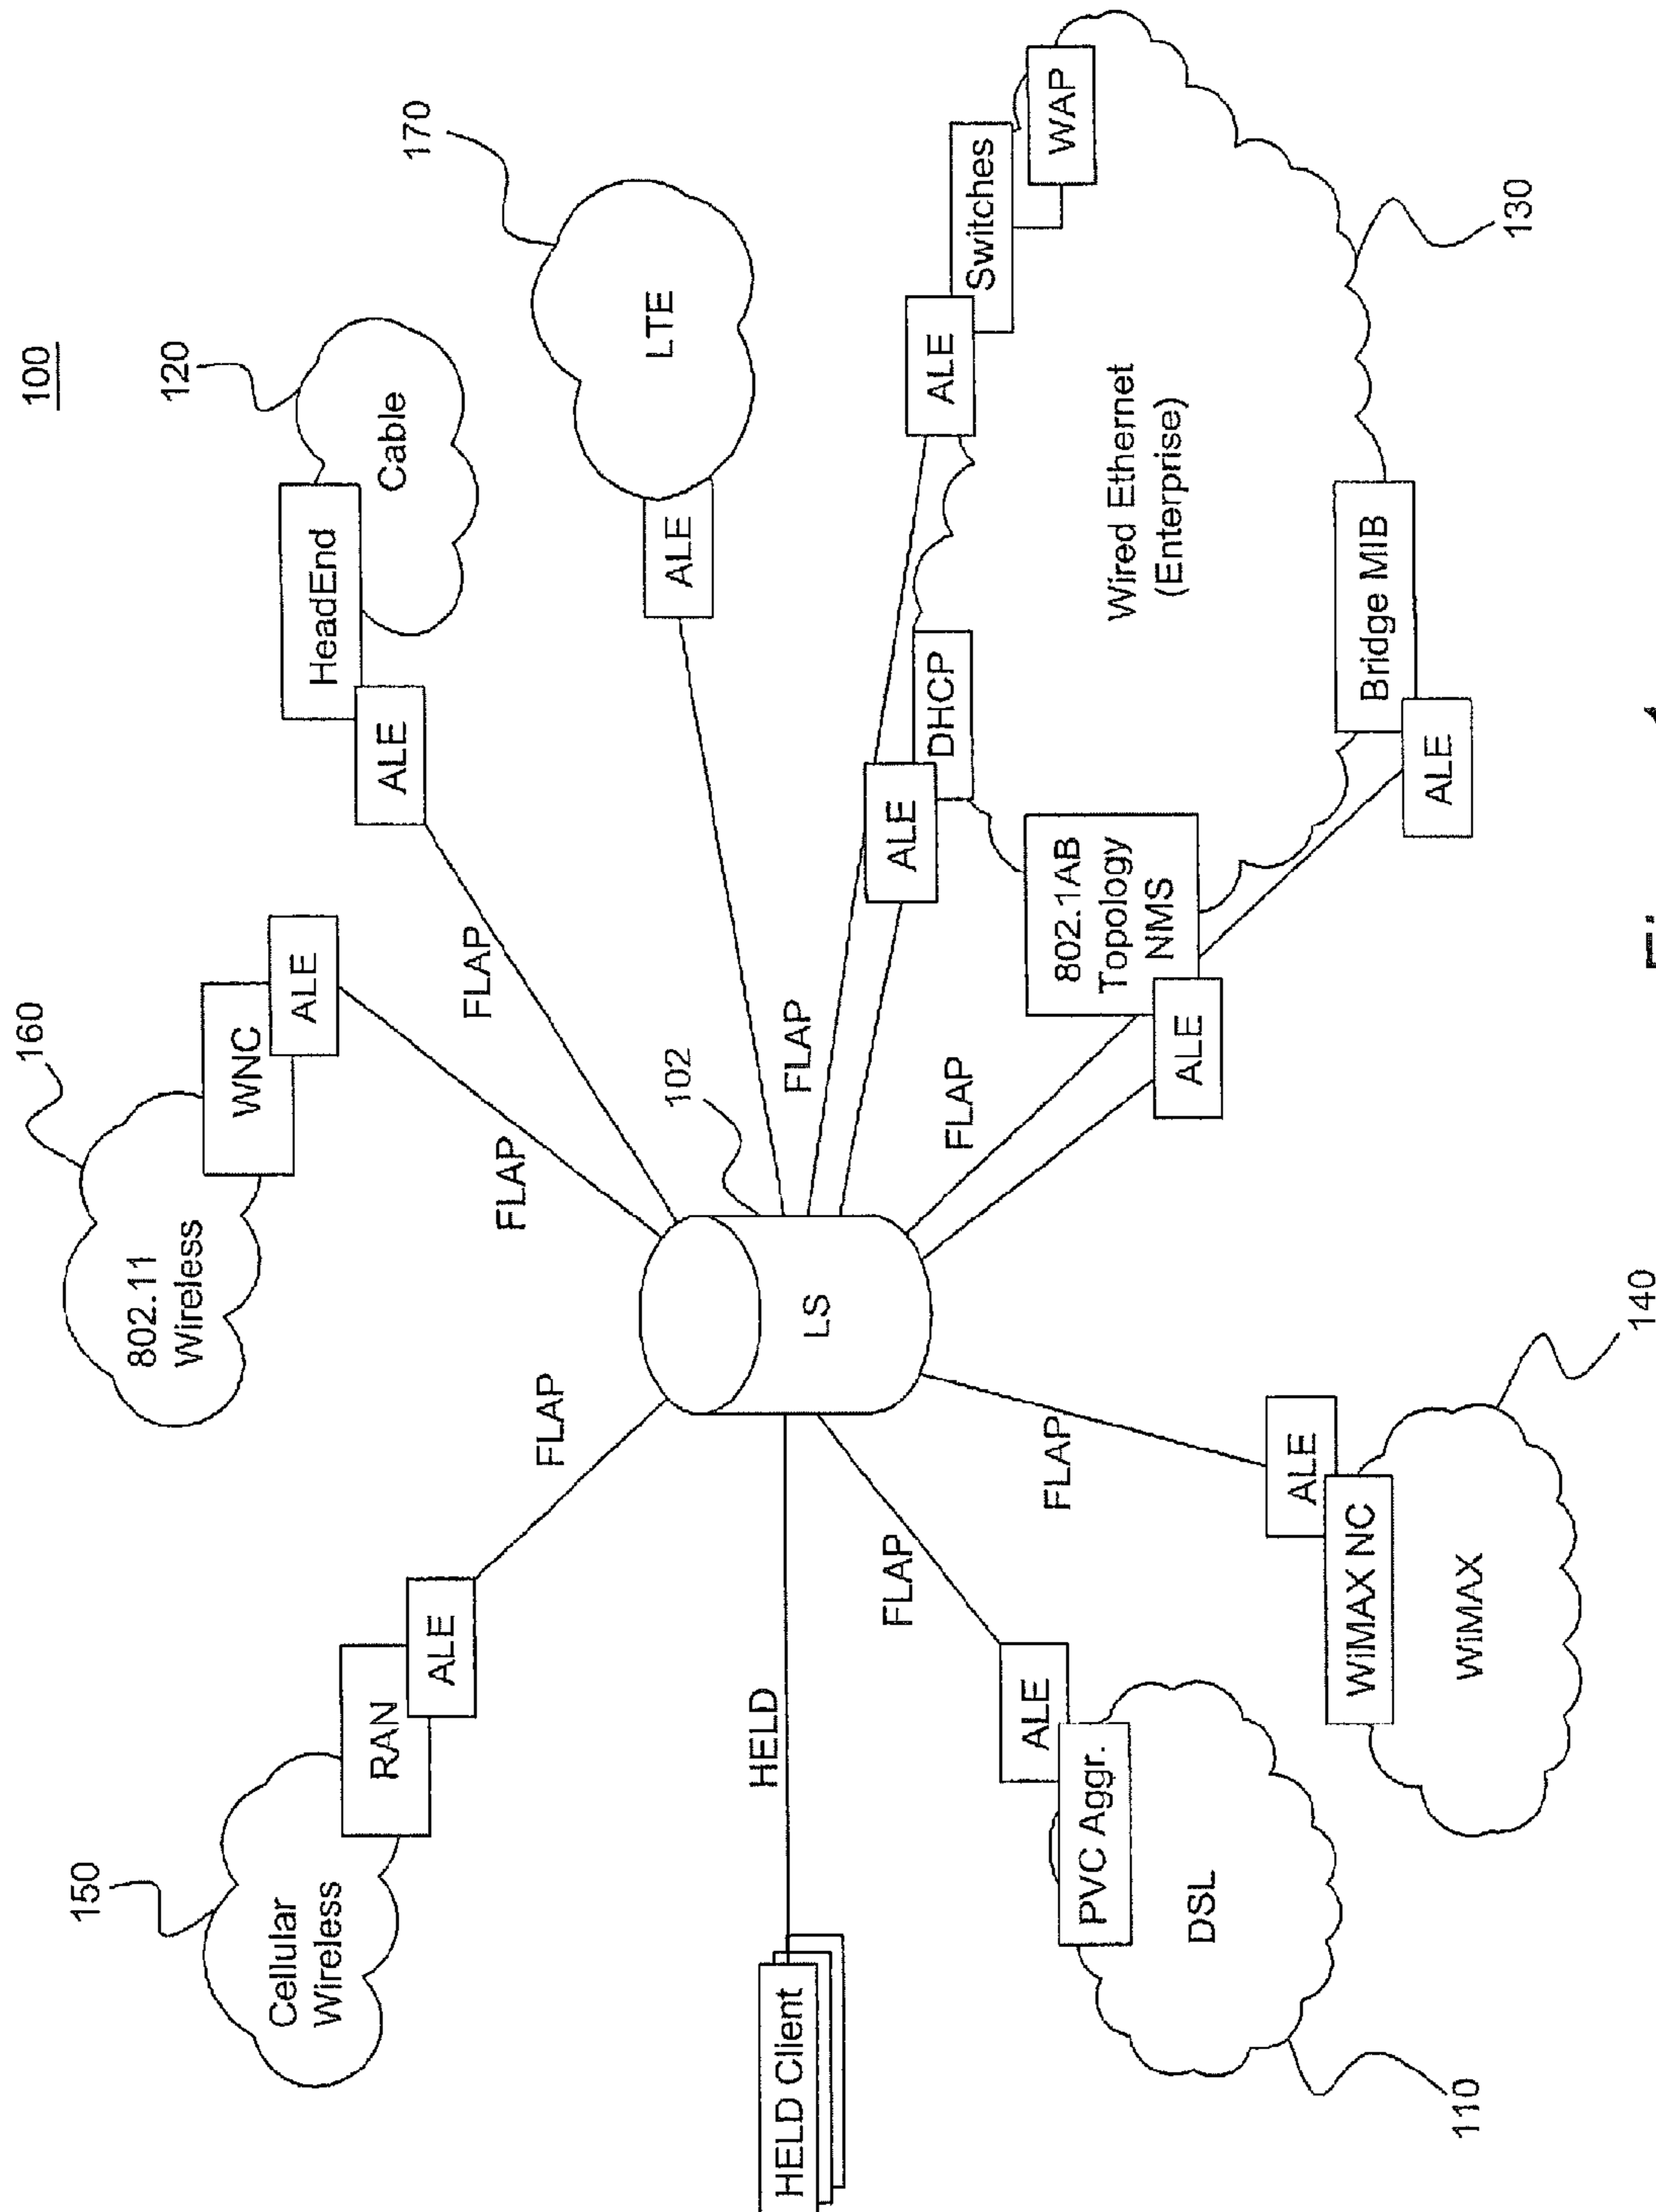 100
150
Cellular
Wireless
RAN
ALE
FLAP
160
802.11
Wireless
WNC
ALE
FLAP
120
Cable
HeadEnd
ALE
FLAP
170
LTE
ALE
HELD Client
HELD
102
LS
FLAP
ALE
DHCP
ALE
Switches
WAP
FLAP
802.1AB
Topology
NMS
ALE
Wired Ethernet
(Enterprise)
Bridge MIB
ALE
130
FLAP
ALE
PVC Aggr.
DSL
110
FLAP
ALE
WiMAX NC
WiMAX
140